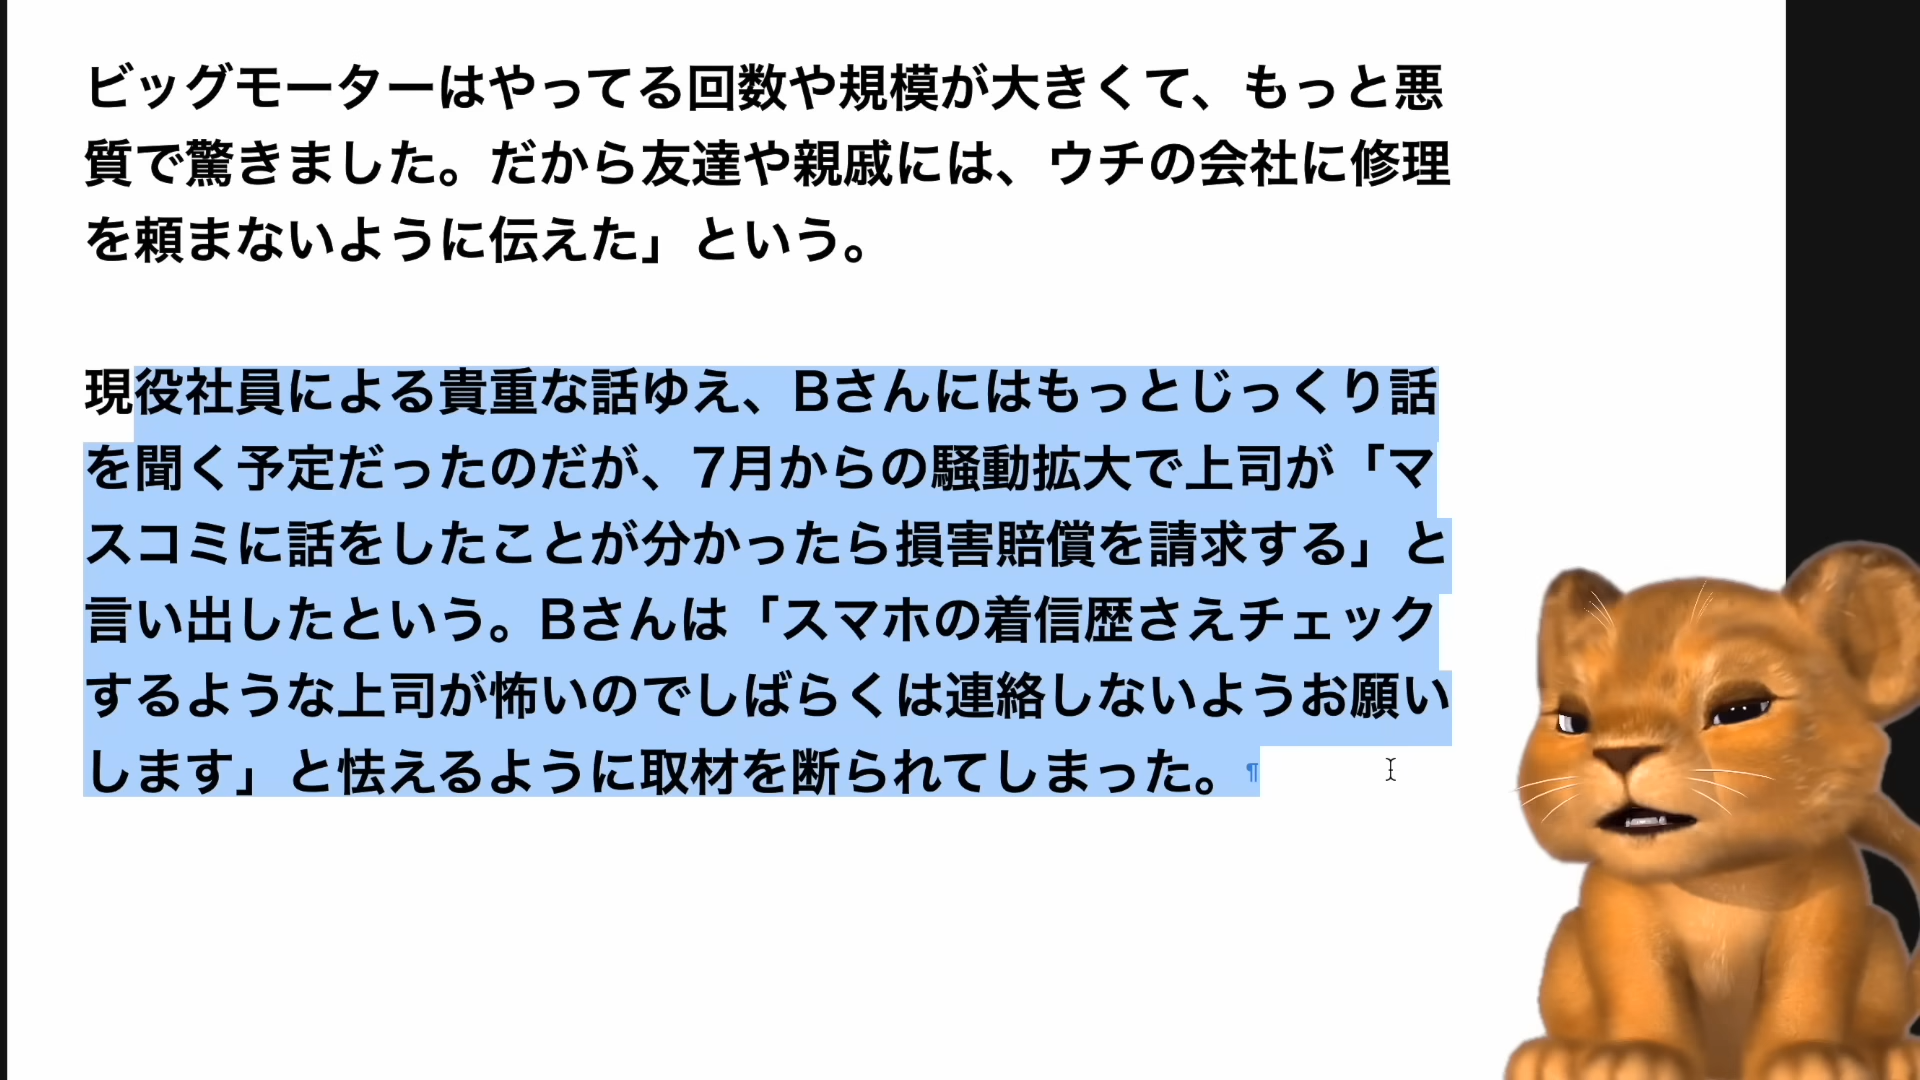 ビッグモーターはやってる回数や規模が大きくて、もっと悪
質で驚きました。だから友達や親戚には、ウチの会社に修理
を頼まないように伝えた」という。
現役社員による貴重な話ゆえ、Bさんにはもっとじっくり話
を聞く予定だったのだが、7月からの騒動拡大で上司が「マ
スコミに話をしたことが分かったら損害賠償を請求する」と
言い出したという。Bさんは「スマホの着信歴さえチェック
するような上司が怖いのでしばらくは連絡しないようお願い
します」と怯えるように取材を断られてしまった。¶